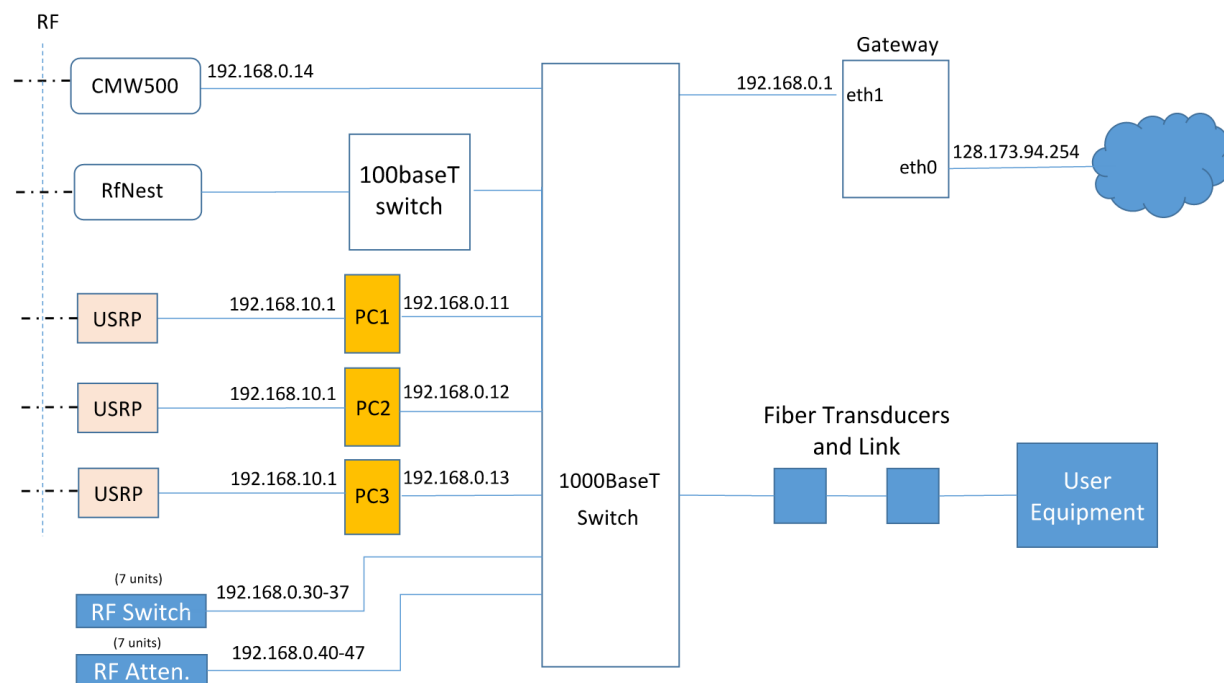 RF
CMW500
192.168.0.14
Gateway
192.168.0.1
eth1
eth0
128.173.94.254
RfNest
100baseT
switch
USRP
192.168.10.1
PC1
192.168.0.11
USRP
192.168.10.1
PC2
192.168.0.12
USRP
192.168.10.1
PC3
192.168.0.13
1000BaseT
Switch
Fiber Transducers
and Link
User
Equipment
(7 units)
RF Switch
192.168.0.30-37
(7 units)
RF Atten.
192.168.0.40-47